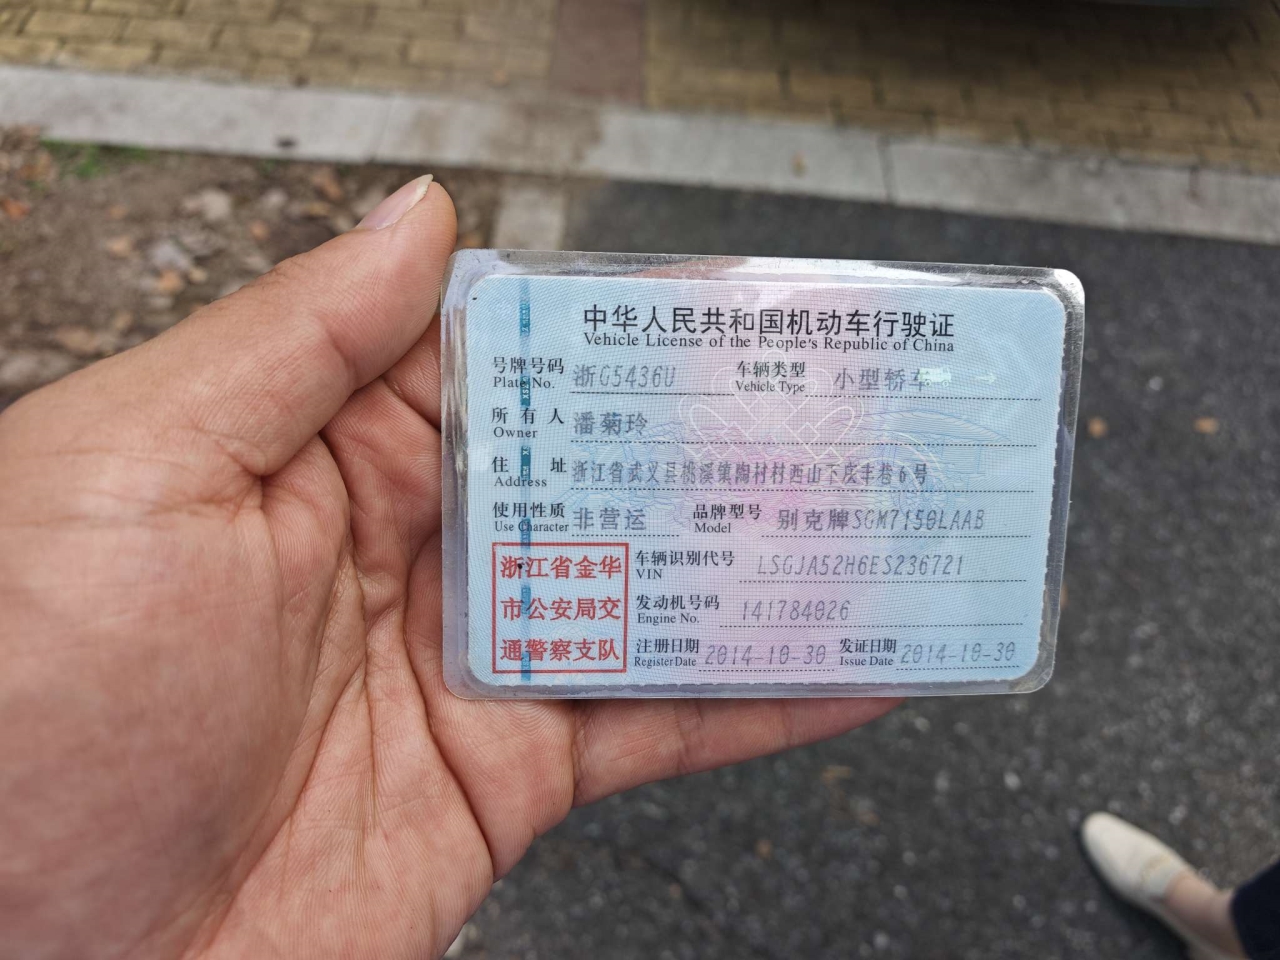 中华人民共和国机动车行驶证
Vehicle License of the People's Republic of China
号牌号码 浙G5436U 车辆类型 小型轿车
Plate No. Vehicle Type
所有人 潘菊玲
Owner
住址 浙江省武义县桃溪镇陶村村西山下庆丰巷6号
Address
使用性质 非营运 品牌型号 别克牌SGM7150LAAB
Use Character Model
浙江省金华
市公安局交
通警察支队
车辆识别代号 LSGJA52H6ES236721
VIN
发动机号码 141784026
Engine No.
注册日期 2014-10-30 发证日期 2014-10-30
Register Date Issue Date